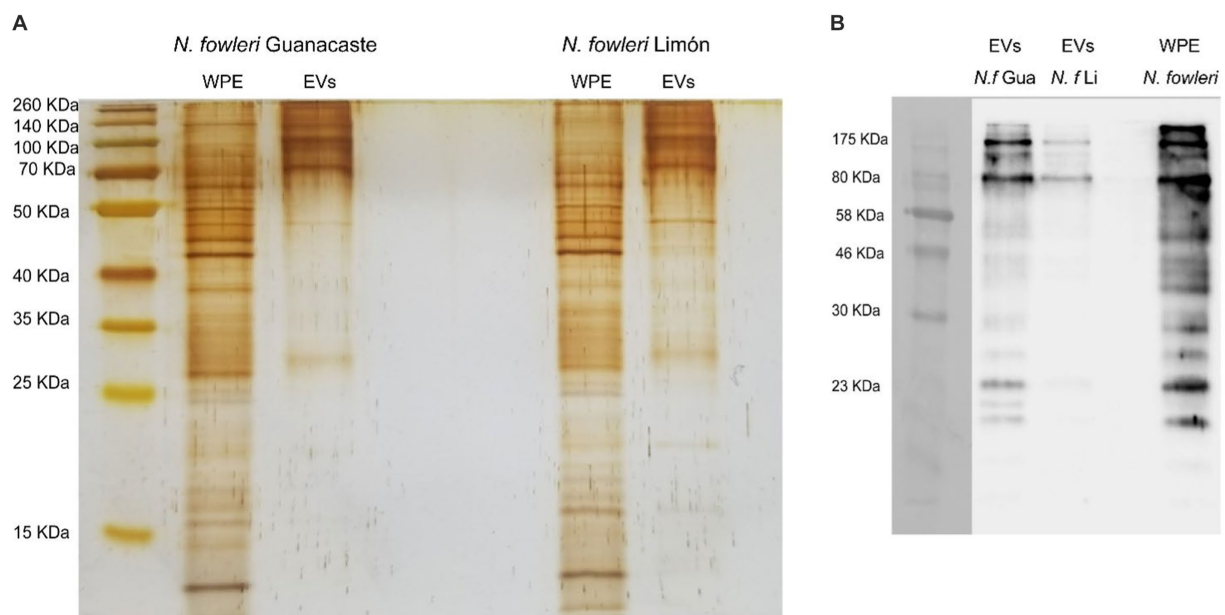 A
N. fowleri Guanacaste
N. fowleri Limón
WPE
EVs
WPE
EVs
260 KDa
140 KDa
100 KDa
70 KDa
50 KDa
40 KDa
35 KDa
25 KDa
15 KDa
B
EVs
EVs
WPE
N.f Gua
N. f Li
N. fowleri
175 KDa
80 KDa
58 KDa
46 KDa
30 KDa
23 KDa